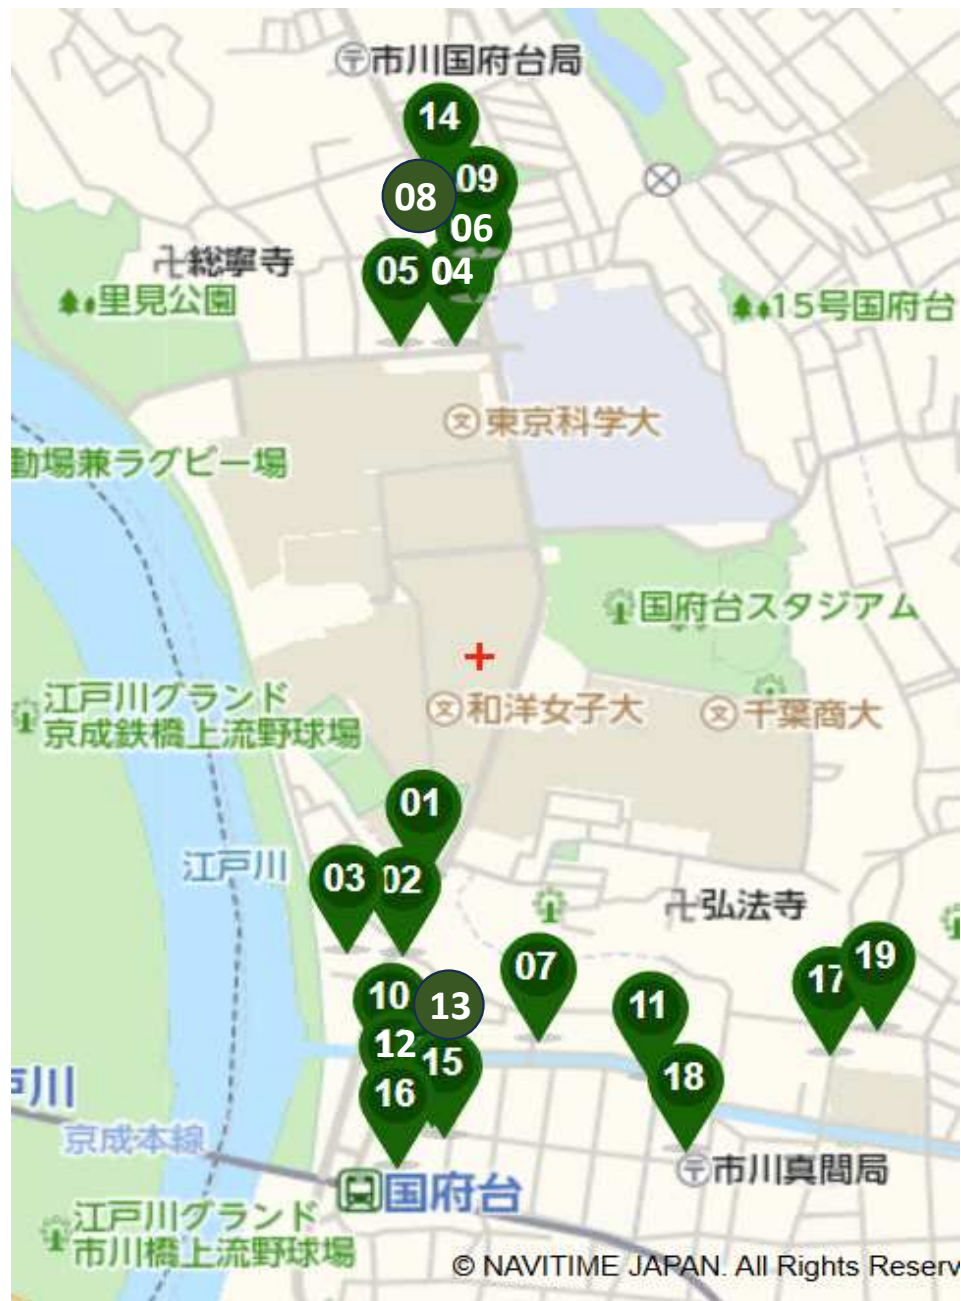 市川国府台局
14
09
08
06
総寧寺
05
04
里見公園
15号国府台
東京科学大
動場兼ラグビー場
国府台スタジアム
江戸川グランド
京成鉄橋上流野球場
和洋女子大
千葉商大
01
江戸川
03
02
弘法寺
07
19
17
10
13
11
12
15
18
16
戸川
京成本線
市川真間局
国府台
江戸川グランド
市川橋上流野球場
© NAVITIME JAPAN. All Rights Reserv